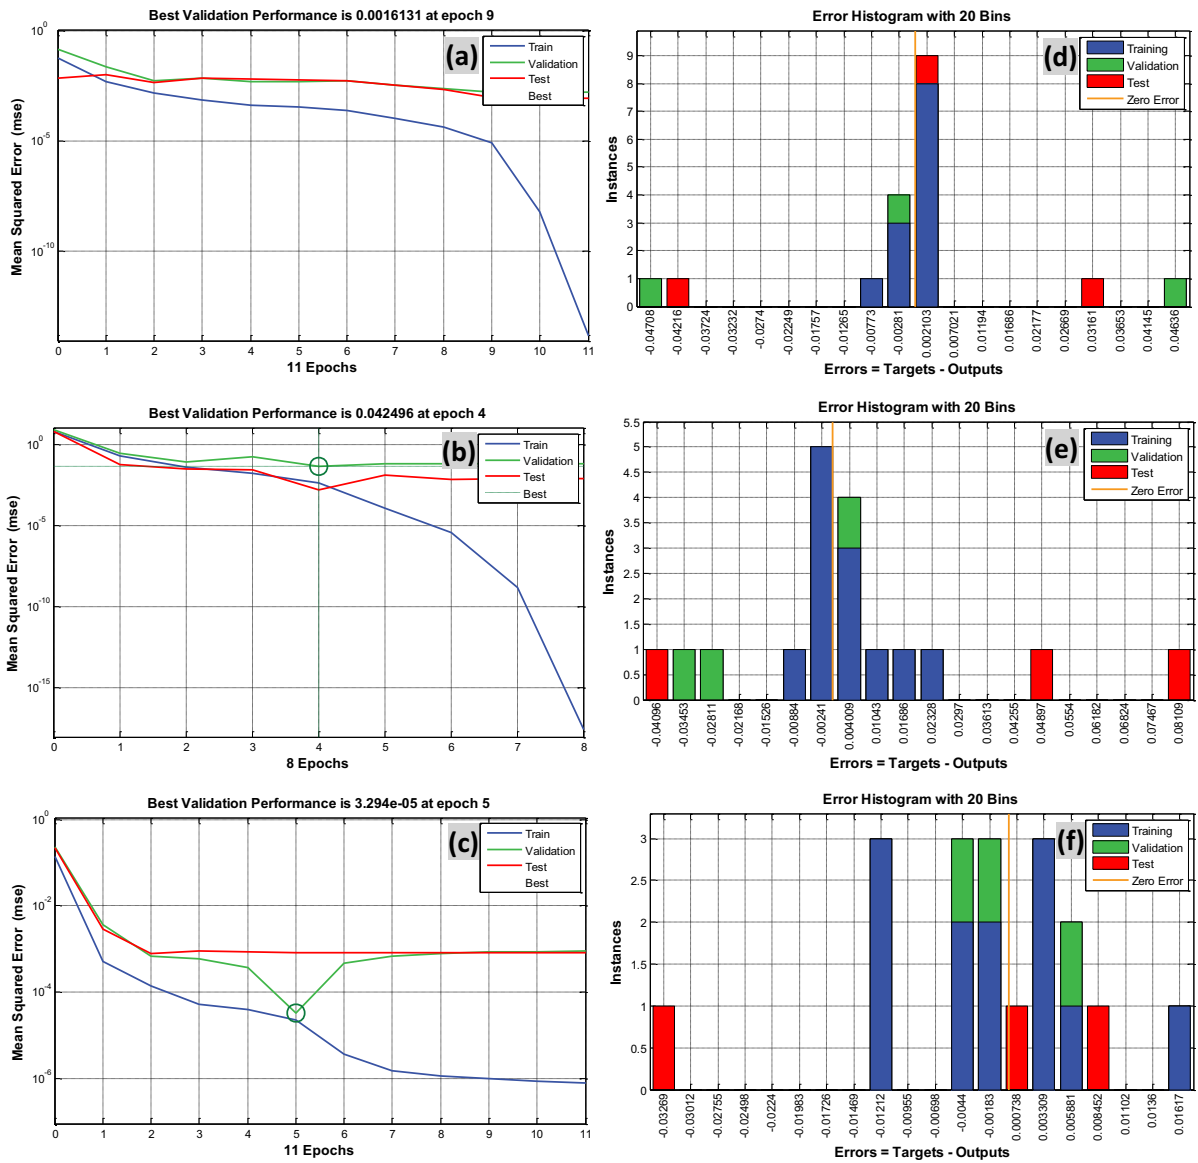 Best Validation Performance is 0.0016131 at epoch 9
(a)
Train
Validation
Test
Best
Mean Squared Error (mse)
10^0
10^-5
10^-10
0 1 2 3 4 5 6 7 8 9 10 11
11 Epochs
Error Histogram with 20 Bins
(d)
Training
Validation
Test
Zero Error
Instances
9
8
7
6
5
4
3
2
1
0
-0.04708
-0.04216
-0.03724
-0.03232
-0.0274
-0.02249
-0.01757
-0.01265
-0.00773
-0.00281
0.002103
0.007021
0.01194
0.01686
0.02177
0.02669
0.03161
0.03653
0.04145
0.04636
Errors = Targets - Outputs
Best Validation Performance is 0.042496 at epoch 4
(b)
Train
Validation
Test
Best
Mean Squared Error (mse)
10^0
10^-5
10^-10
10^-15
0 1 2 3 4 5 6 7 8
8 Epochs
Error Histogram with 20 Bins
(e)
Training
Validation
Test
Zero Error
Instances
5.5
5
4.5
4
3.5
3
2.5
2
1.5
1
0.5
0
-0.04096
-0.03453
-0.02811
-0.02168
-0.01526
-0.00884
-0.00241
0.004009
0.01043
0.01686
0.02328
0.0297
0.03613
0.04255
0.04897
0.0554
0.06182
0.06824
0.07467
0.08109
Errors = Targets - Outputs
Best Validation Performance is 3.294e-05 at epoch 5
(c)
Train
Validation
Test
Best
Mean Squared Error (mse)
10^0
10^-2
10^-4
10^-6
0 1 2 3 4 5 6 7 8 9 10 11
11 Epochs
Error Histogram with 20 Bins
(f)
Training
Validation
Test
Zero Error
Instances
3
2.5
2
1.5
1
0.5
0
-0.03269
-0.03012
-0.02755
-0.02498
-0.0224
-0.01983
-0.01726
-0.01469
-0.01212
-0.00955
-0.00698
-0.0044
-0.00183
0.000738
0.003309
0.005881
0.008452
0.01102
0.0136
0.01617
Errors = Targets - Outputs